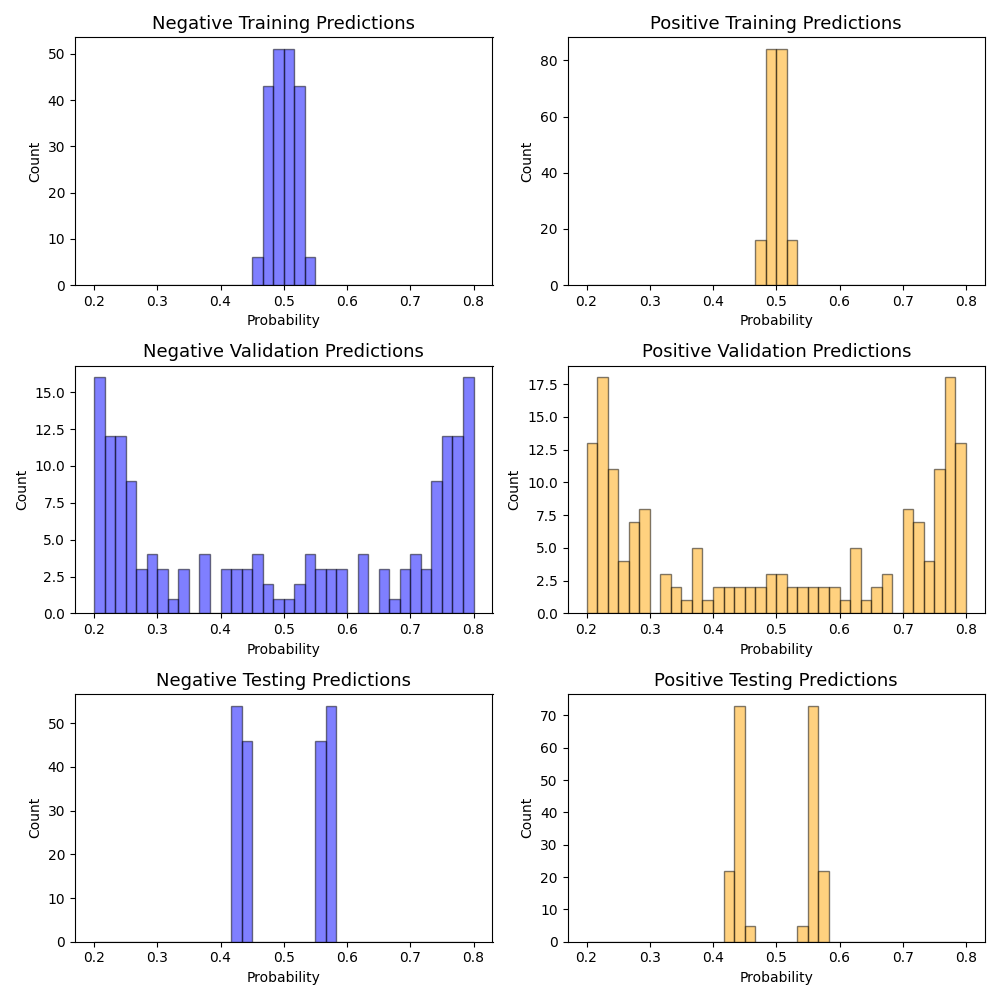 Negative Training Predictions
Count
50
40
30
20
10
0
0.2 0.3 0.4 0.5 0.6 0.7 0.8
Probability
Positive Training Predictions
Count
80
60
40
20
0
0.2 0.3 0.4 0.5 0.6 0.7 0.8
Probability
Negative Validation Predictions
Count
15.0
12.5
10.0
7.5
5.0
2.5
0.0
0.2 0.3 0.4 0.5 0.6 0.7 0.8
Probability
Positive Validation Predictions
Count
17.5
15.0
12.5
10.0
7.5
5.0
2.5
0.0
0.2 0.3 0.4 0.5 0.6 0.7 0.8
Probability
Negative Testing Predictions
Count
50
40
30
20
10
0
0.2 0.3 0.4 0.5 0.6 0.7 0.8
Probability
Positive Testing Predictions
Count
70
60
50
40
30
20
10
0
0.2 0.3 0.4 0.5 0.6 0.7 0.8
Probability